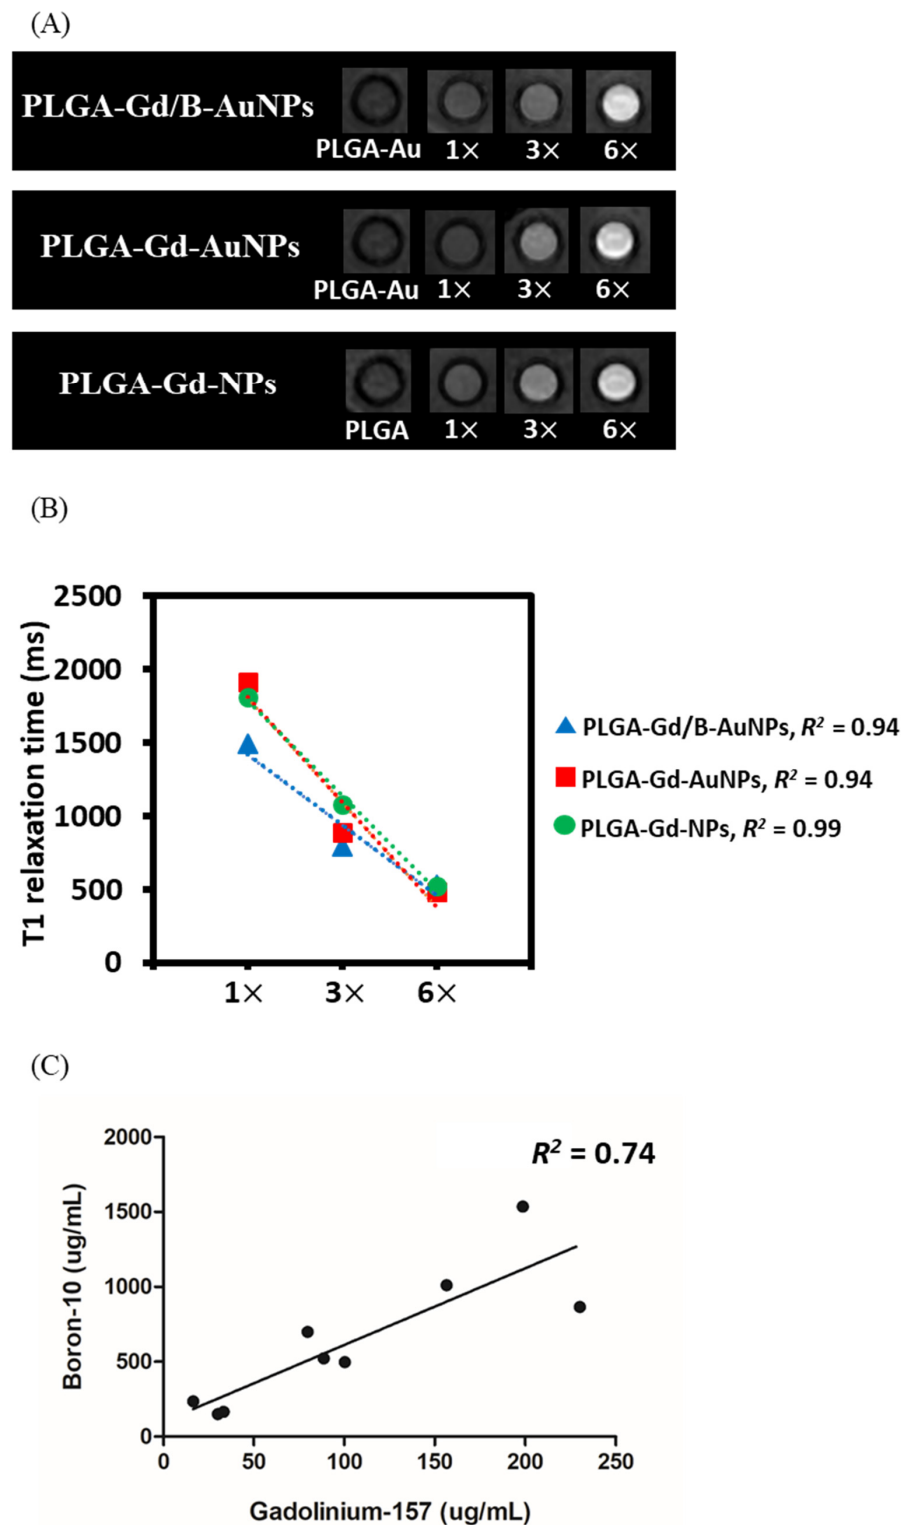 (A)
PLGA-Gd/B-AuNPs
PLGA-Au 1× 3× 6×
PLGA-Gd-AuNPs
PLGA-Au 1× 3× 6×
PLGA-Gd-NPs
PLGA 1× 3× 6×
(B)
T1 relaxation time (ms)
2500
2000
1500
1000
500
0
1× 3× 6×
PLGA-Gd/B-AuNPs, R² = 0.94
PLGA-Gd-AuNPs, R² = 0.94
PLGA-Gd-NPs, R² = 0.99
(C)
R² = 0.74
Boron-10 (ug/mL)
2000
1500
1000
500
0
0 50 100 150 200 250
Gadolinium-157 (ug/mL)